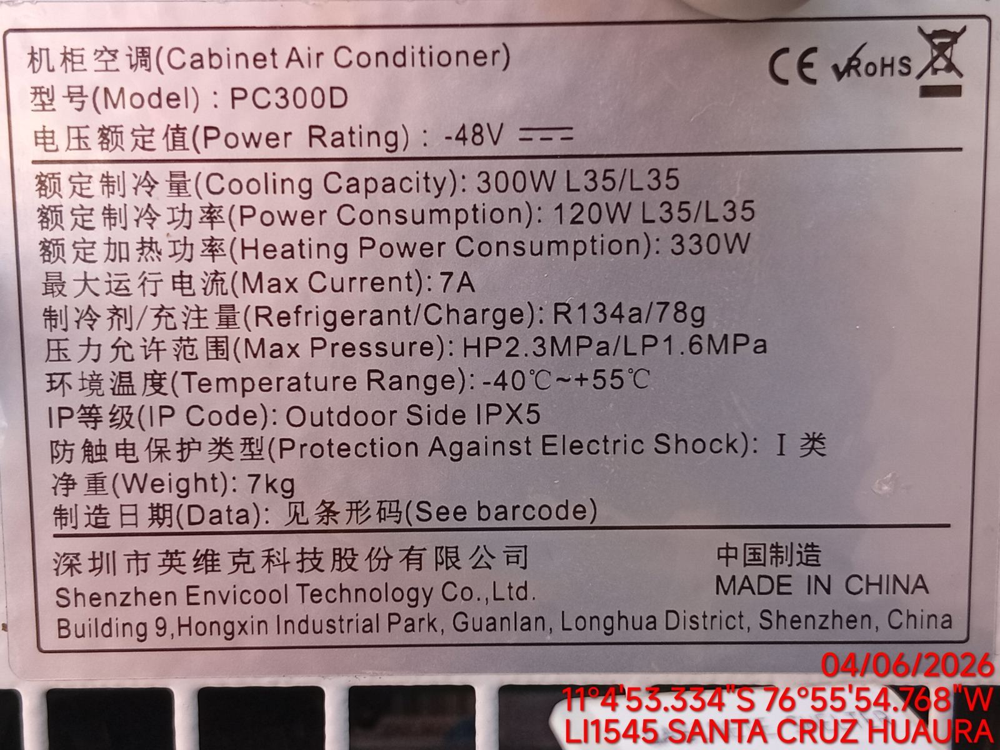 机柜空调(Cabinet Air Conditioner)
CE RoHS
型号(Model) : PC300D
电压额定值(Power Rating) : -48V
额定制冷量(Cooling Capacity): 300W L35/L35
额定制冷功率(Power Consumption): 120W L35/L35
额定加热功率(Heating Power Consumption): 330W
最大运行电流(Max Current): 7A
制冷剂/充注量(Refrigerant/Charge): R134a/78g
压力允许范围(Max Pressure): HP2.3MPa/LP1.6MPa
环境温度(Temperature Range): -40℃~+55℃
IP等级(IP Code): Outdoor Side IPX5
防触电保护类型(Protection Against Electric Shock): I 类
净重(Weight): 7kg
制造日期(Data): 见条形码(See barcode)
深圳市英维克科技股份有限公司
Shenzhen Envicool Technology Co.,Ltd.
中国制造
MADE IN CHINA
Building 9,Hongxin Industrial Park, Guanlan, Longhua District, Shenzhen, China
04/06/2026
11°4'53.334"S 76°55'54.768"W
LI1545 SANTA CRUZ HUAURA